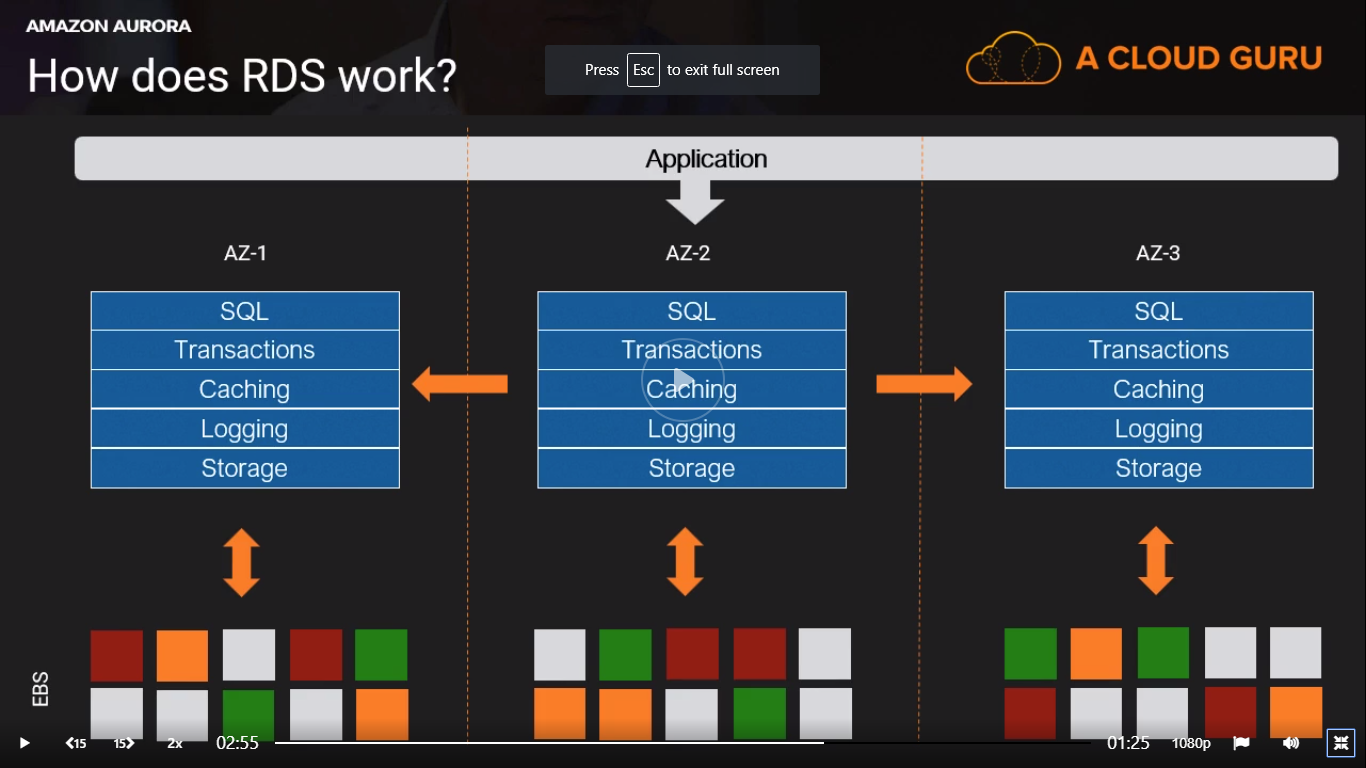 AMAZON AURORA
How does RDS work?
Press Esc to exit full screen
A CLOUD GURU
Application
AZ-1
AZ-2
AZ-3
SQL
Transactions
Caching
Logging
Storage
SQL
Transactions
Caching
Logging
Storage
SQL
Transactions
Caching
Logging
Storage
EBS
15
15
2x
02:55
01:25
1080p